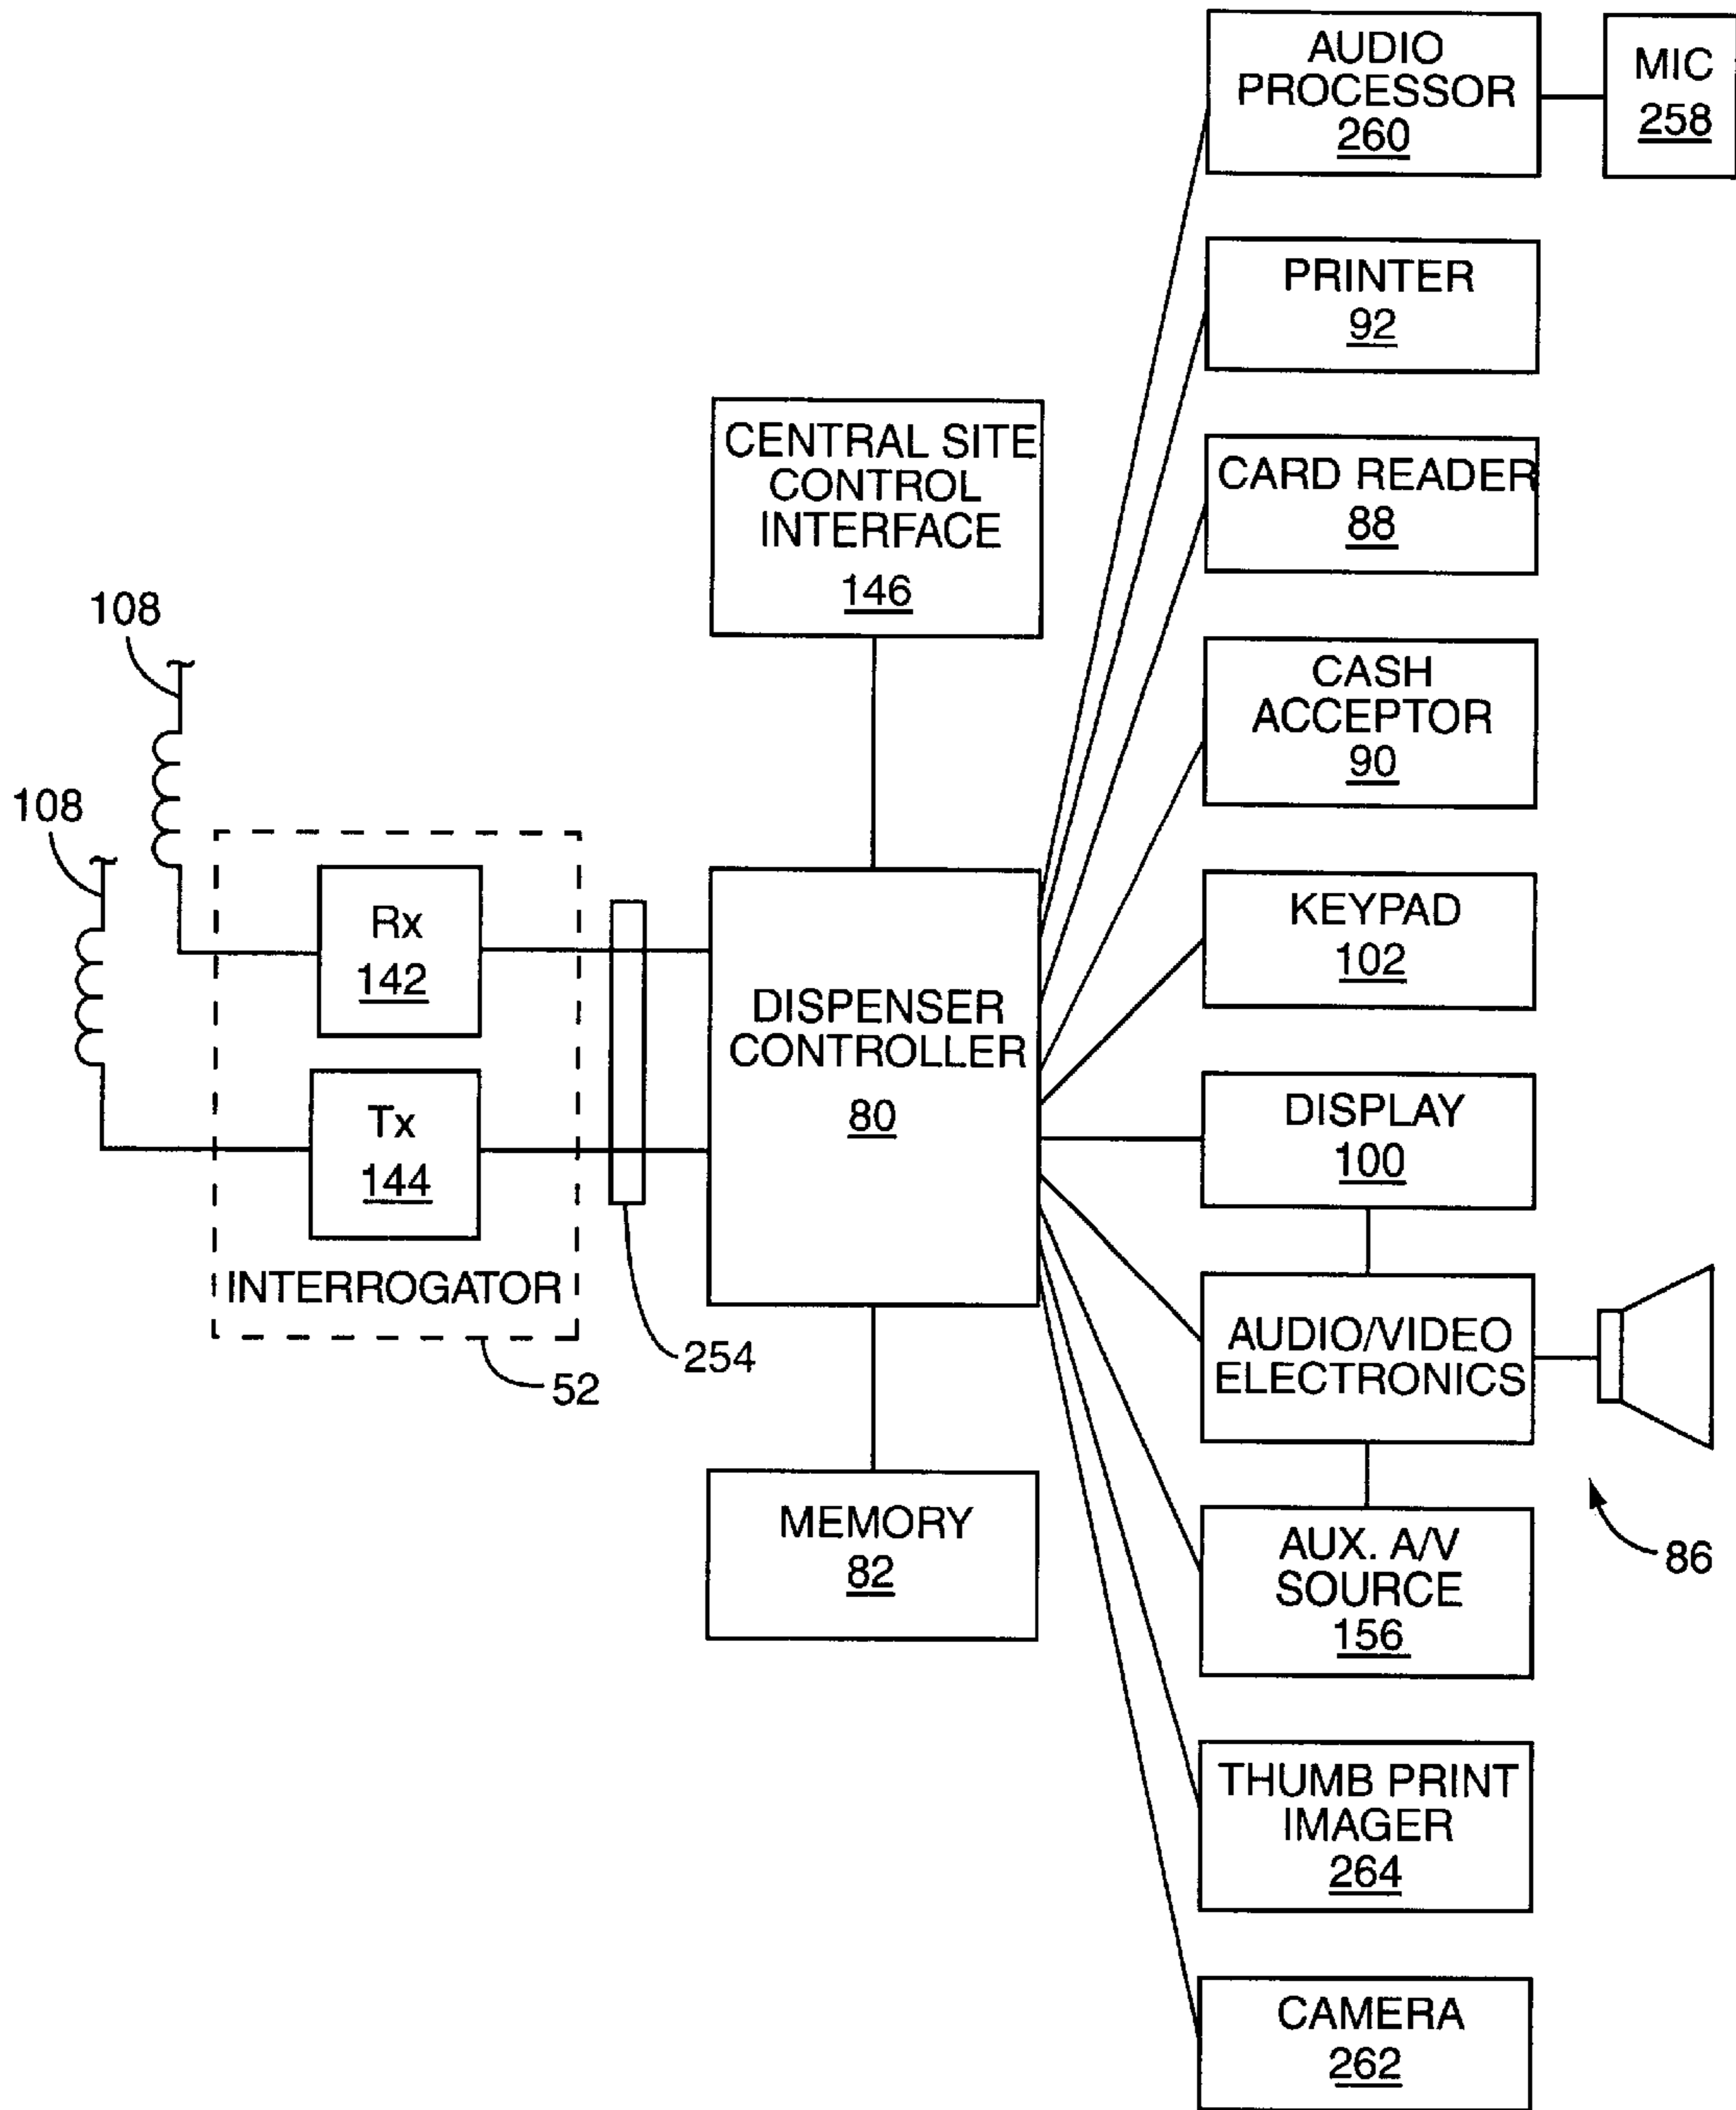 AUDIO
PROCESSOR
260
MIC
258
PRINTER
92
CENTRAL SITE
CONTROL
INTERFACE
146
CARD READER
88
108
108
CASH
ACCEPTOR
90
Rx
142
Tx
144
INTERROGATOR
52
254
DISPENSER
CONTROLLER
80
KEYPAD
102
DISPLAY
100
AUDIO/VIDEO
ELECTRONICS
86
MEMORY
82
AUX. A/V
SOURCE
156
THUMB PRINT
IMAGER
264
CAMERA
262